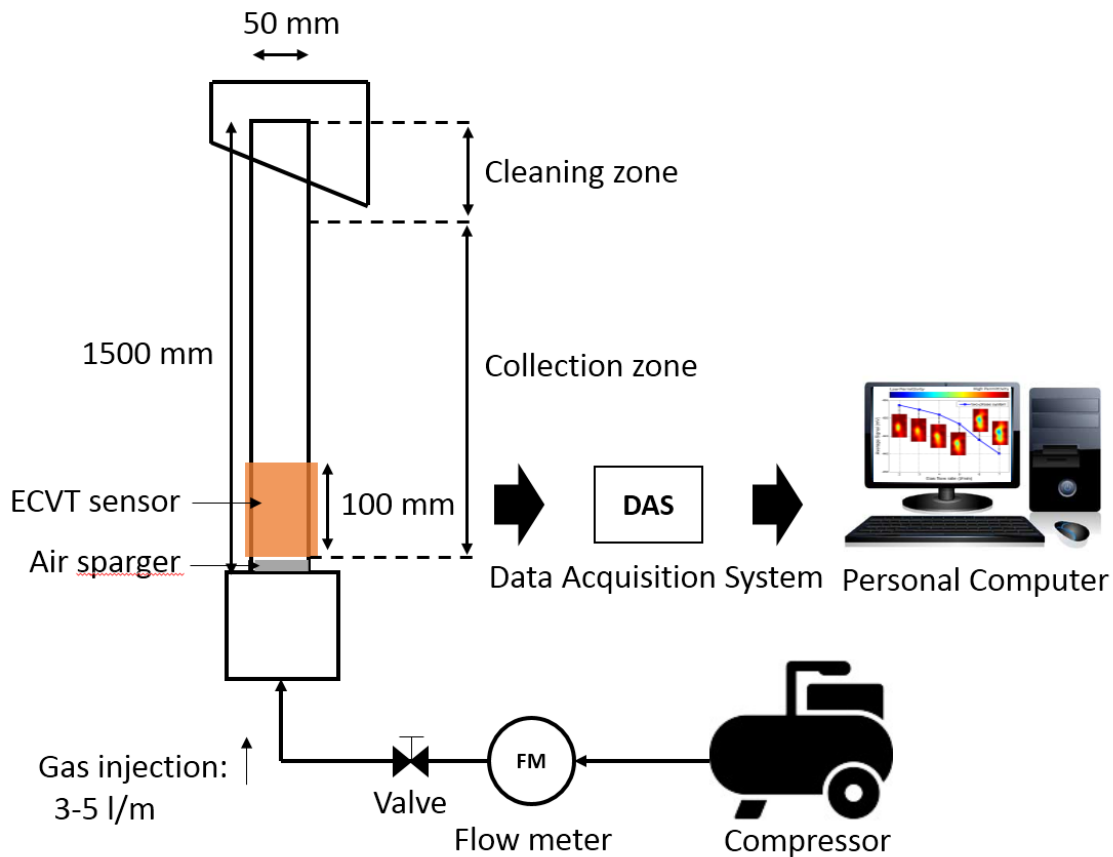 50 mm
Cleaning zone
1500 mm
Collection zone
ECVT sensor
100 mm
DAS
Air sparger
Data Acquisition System
Personal Computer
Gas injection:
3-5 l/m
FM
Valve
Flow meter
Compressor